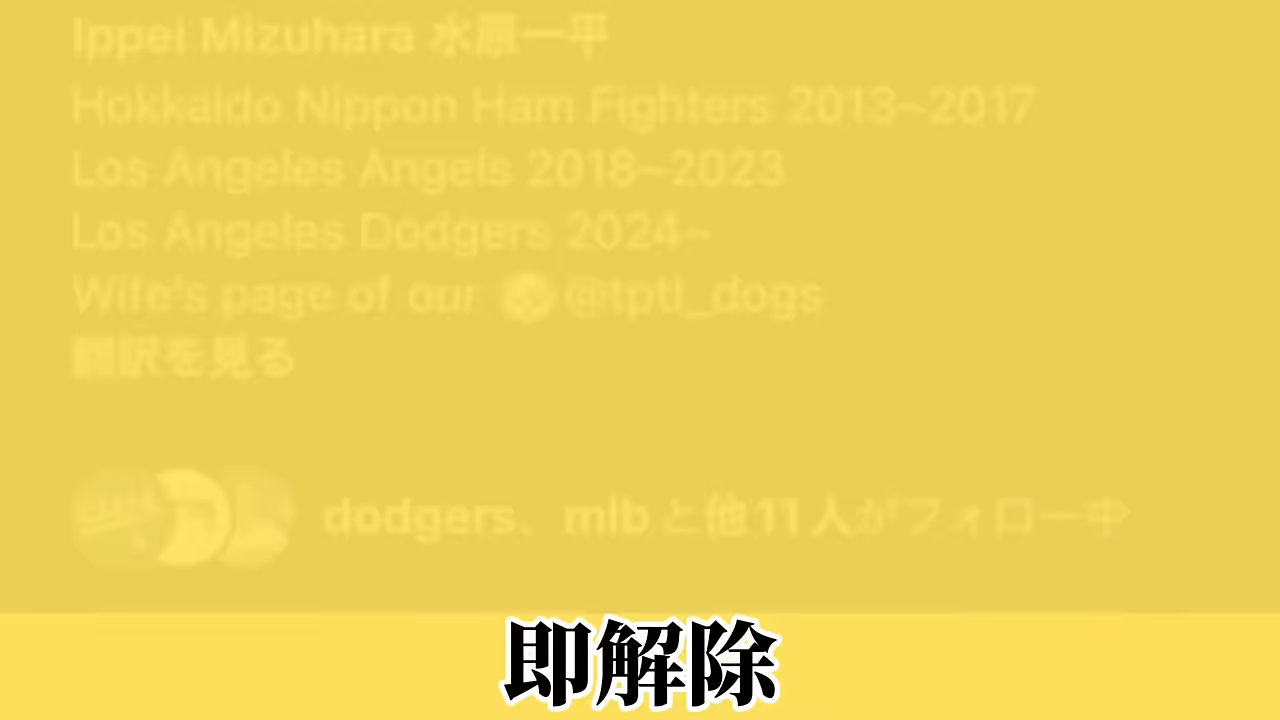 Ippei Mizuhara 水原一平
Hokkaido Nippon Ham Fighters 2013~2017
Los Angeles Angels 2018~2023
Los Angeles Dodgers 2024~
Wife's page of our @tptl_dogs
翻訳を見る
dodgers、mlbと他11人がフォロー中
即解除